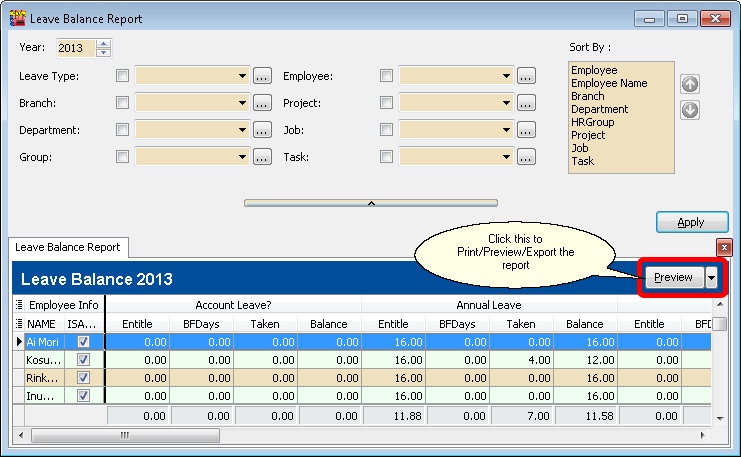 Leave Balance Report
Year: 2013
Sort By :
Leave Type: ... Employee: ...
Branch: ... Project: ...
Department: ... Job: ...
Group: ... Task: ...
Employee
Employee Name
Branch
Department
HRGroup
Project
Job
Task
Apply
Leave Balance Report
Click this to
Print/Preview/Export the
report
Leave Balance 2013
Preview
Employee Info Account Leave? Annual Leave
NAME ISA... Entitle BFDays Taken Balance Entitle BFDays Taken Balance Entitle BFD
Ai Mori 0.00 0.00 0.00 0.00 16.00 0.00 0.00 16.00 0.00
Kosu... 0.00 0.00 0.00 0.00 16.00 0.00 4.00 12.00 0.00
Rink... 0.00 0.00 0.00 0.00 16.00 0.00 0.00 16.00 0.00
Inu... 0.00 0.00 0.00 0.00 16.00 0.00 0.00 16.00 0.00
0.00 0.00 0.00 0.00 11.88 0.00 7.00 11.58 0.00